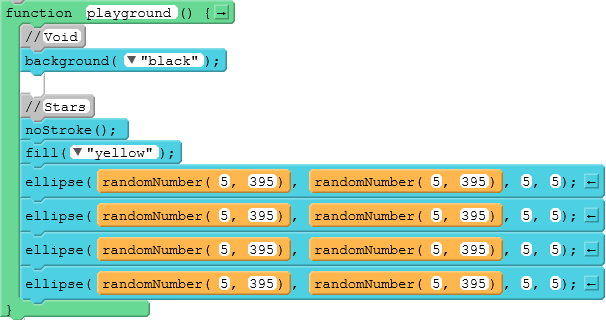 function playground () { →
//Void
background( ▼ "black" );
//Stars
noStroke();
fill( ▼ "yellow" );
ellipse( randomNumber( 5, 395) , randomNumber( 5, 395) , 5, 5); ←
ellipse( randomNumber( 5, 395) , randomNumber( 5, 395) , 5, 5); ←
ellipse( randomNumber( 5, 395) , randomNumber( 5, 395) , 5, 5); ←
ellipse( randomNumber( 5, 395) , randomNumber( 5, 395) , 5, 5); ←
}